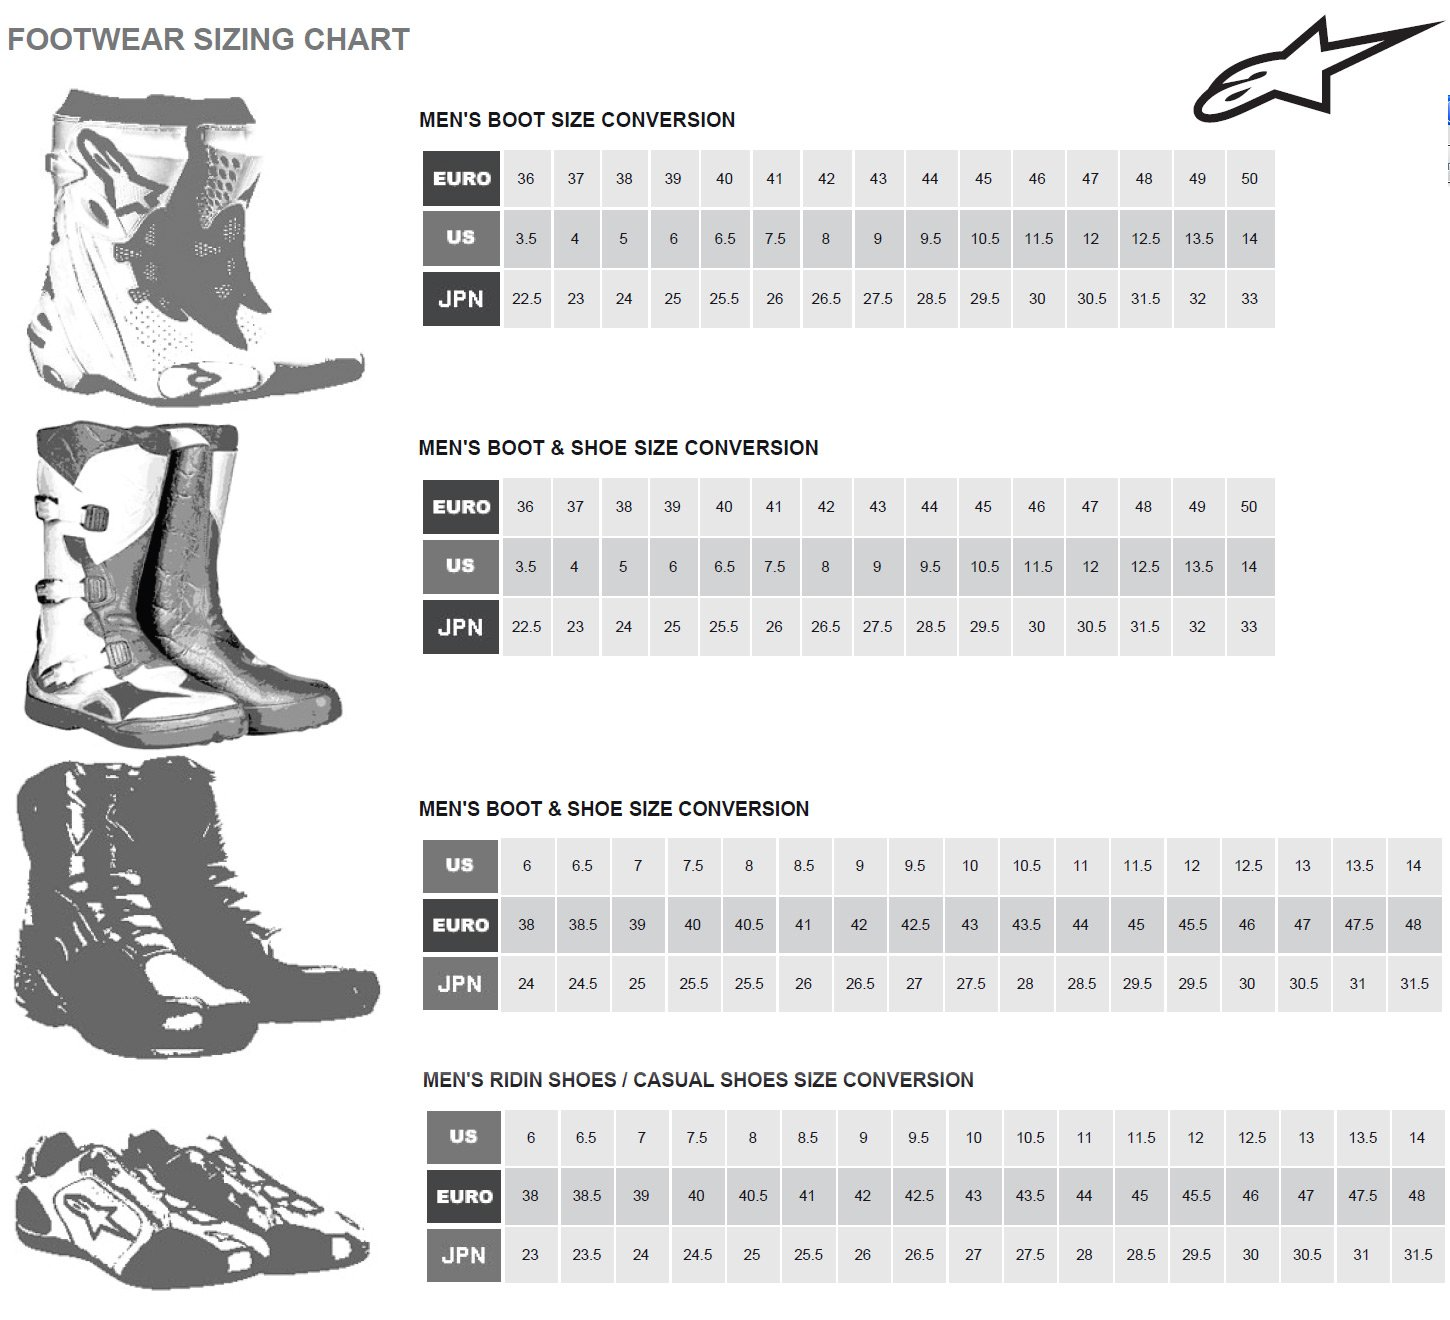 FOOTWEAR SIZING CHART
MEN'S BOOT SIZE CONVERSION
EURO 36 37 38 39 40 41 42 43 44 45 46 47 48 49 50
US 3.5 4 5 6 6.5 7.5 8 9 9.5 10.5 11.5 12 12.5 13.5 14
JPN 22.5 23 24 25 25.5 26 26.5 27.5 28.5 29.5 30 30.5 31.5 32 33
MEN'S BOOT & SHOE SIZE CONVERSION
EURO 36 37 38 39 40 41 42 43 44 45 46 47 48 49 50
US 3.5 4 5 6 6.5 7.5 8 9 9.5 10.5 11.5 12 12.5 13.5 14
JPN 22.5 23 24 25 25.5 26 26.5 27.5 28.5 29.5 30 30.5 31.5 32 33
MEN'S BOOT & SHOE SIZE CONVERSION
US 6 6.5 7 7.5 8 8.5 9 9.5 10 10.5 11 11.5 12 12.5 13 13.5 14
EURO 38 38.5 39 40 40.5 41 42 42.5 43 43.5 44 45 45.5 46 47 47.5 48
JPN 24 24.5 25 25.5 25.5 26 26.5 27 27.5 28 28.5 29.5 29.5 30 30.5 31 31.5
MEN'S RIDIN SHOES / CASUAL SHOES SIZE CONVERSION
US 6 6.5 7 7.5 8 8.5 9 9.5 10 10.5 11 11.5 12 12.5 13 13.5 14
EURO 38 38.5 39 40 40.5 41 42 42.5 43 43.5 44 45 45.5 46 47 47.5 48
JPN 23 23.5 24 24.5 25 25.5 26 26.5 27 27.5 28 28.5 29.5 30 30.5 31 31.5